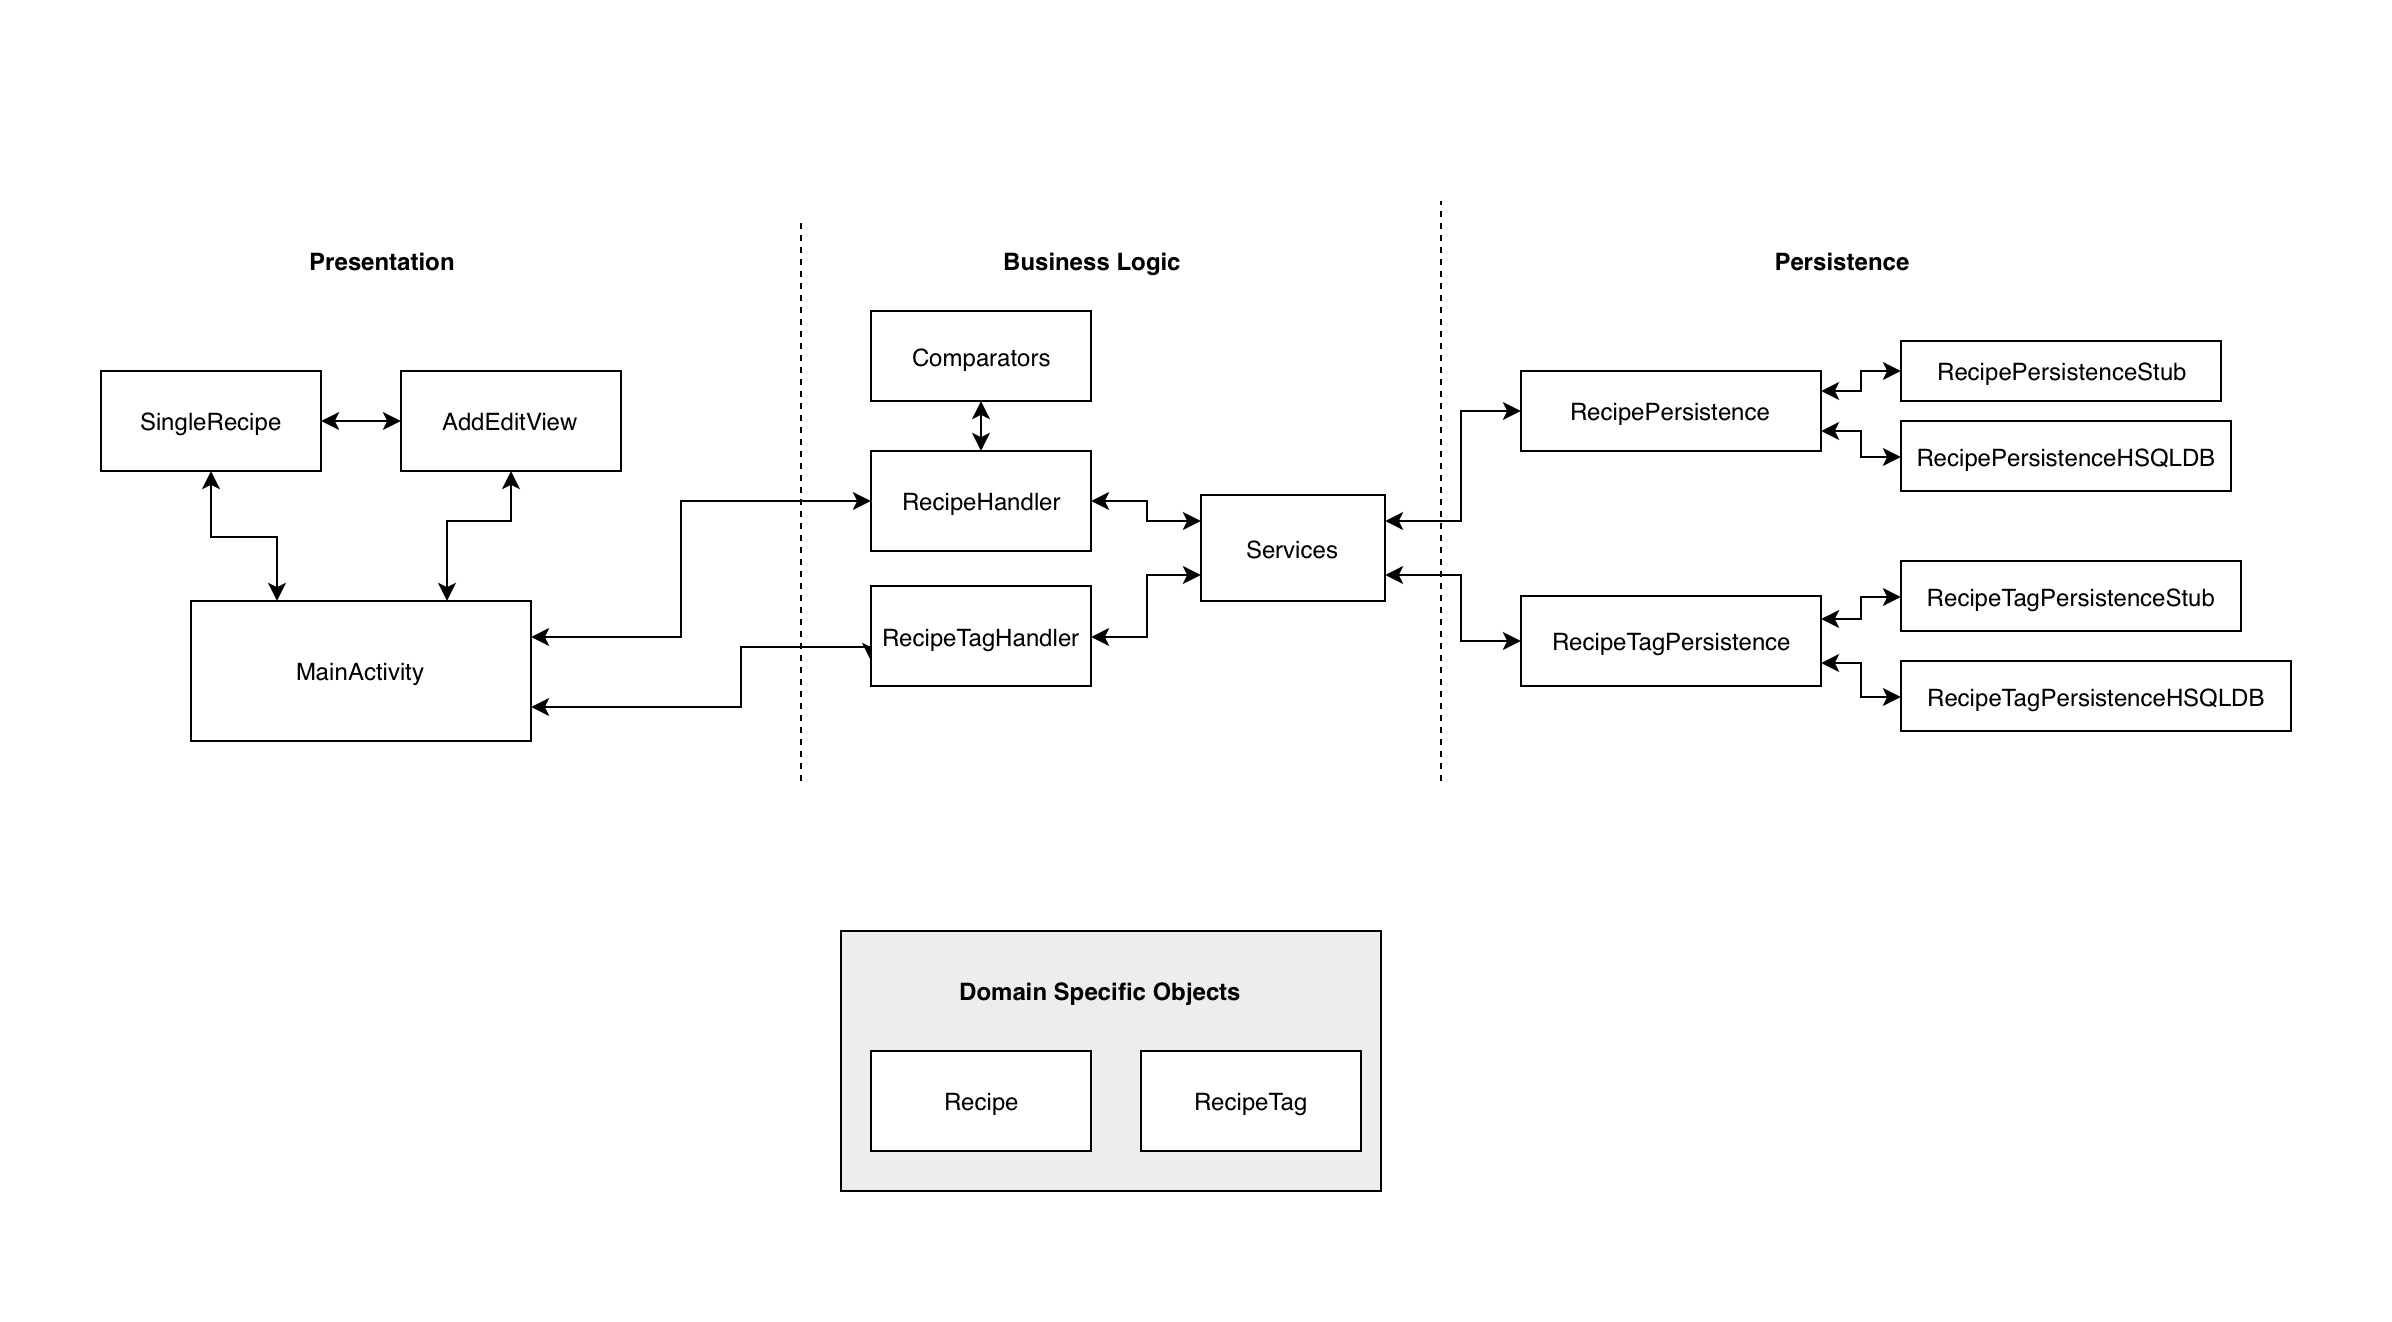 Presentation
Business Logic
Persistence
SingleRecipe
AddEditView
MainActivity
Comparators
RecipeHandler
RecipeTagHandler
Services
RecipePersistence
RecipePersistenceStub
RecipePersistenceHSQLDB
RecipeTagPersistence
RecipeTagPersistenceStub
RecipeTagPersistenceHSQLDB
Domain Specific Objects
Recipe
RecipeTag